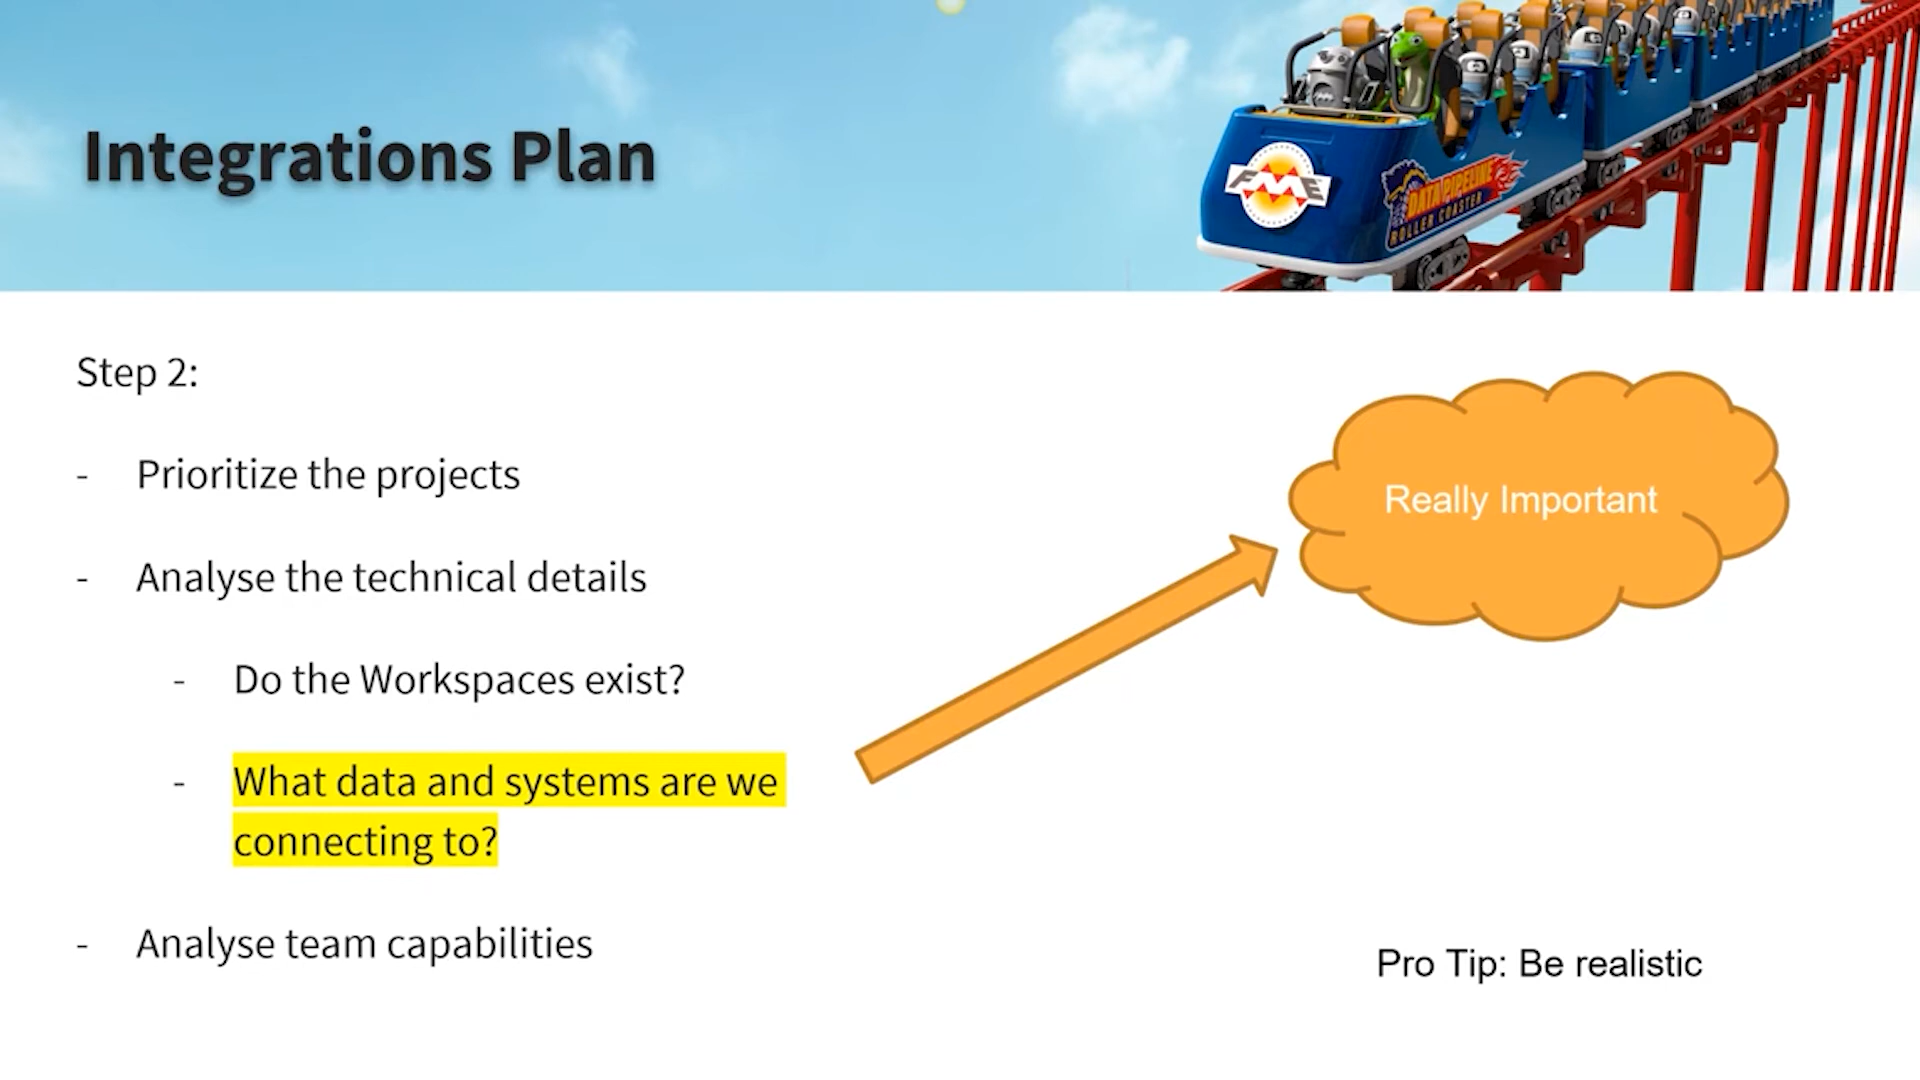 Integrations Plan
FME
DATA PIPELINE
ROLLER COASTER
Step 2:
- Prioritize the projects
- Analyse the technical details
- Do the Workspaces exist?
- What data and systems are we
connecting to?
- Analyse team capabilities
Really Important
Pro Tip: Be realistic